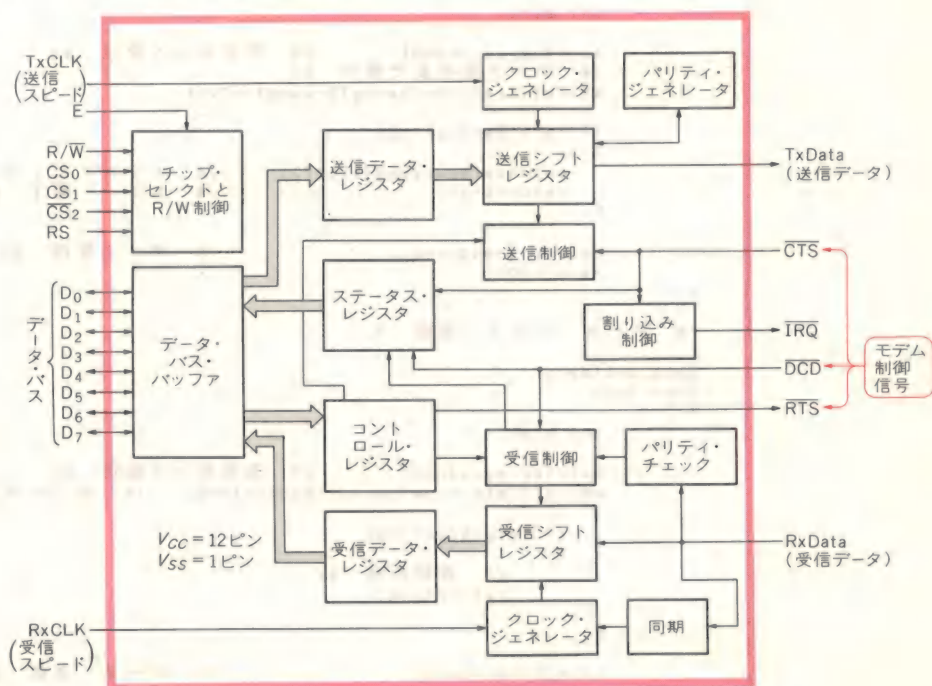 TxCLK
(送信
スピード)
E
R/W̅
CS₀
CS₁
C̅S̅₂
RS
データ・バス
D₀
D₁
D₂
D₃
D₄
D₅
D₆
D₇
チップ・
セレクトと
R/W制御
データ・
バス・
バッファ
送信データ・
レジスタ
ステータス・
レジスタ
コント
ロール・
レジスタ
受信データ・
レジスタ
V_CC＝12ピン
V_SS＝1ピン
クロック・
ジェネレータ
パリティ・
ジェネレータ
送信シフト
レジスタ
送信制御
割り込み
制御
受信制御
パリティ・
チェック
受信シフト
レジスタ
クロック・
ジェネレータ
同期
TxData
(送信データ)
C̅T̅S̅
I̅R̅Q̅
D̅C̅D̅
R̅T̅S̅
モデム
制御
信号
RxData
(受信データ)
RxCLK
(受信
スピード)